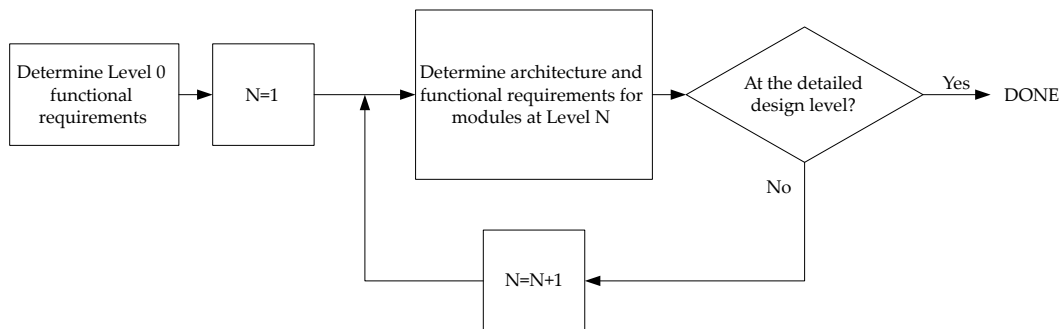 Determine Level 0
functional
requirements
N=1
Determine architecture and
functional requirements for
modules at Level N
At the detailed
design level?
Yes
DONE
No
N=N+1